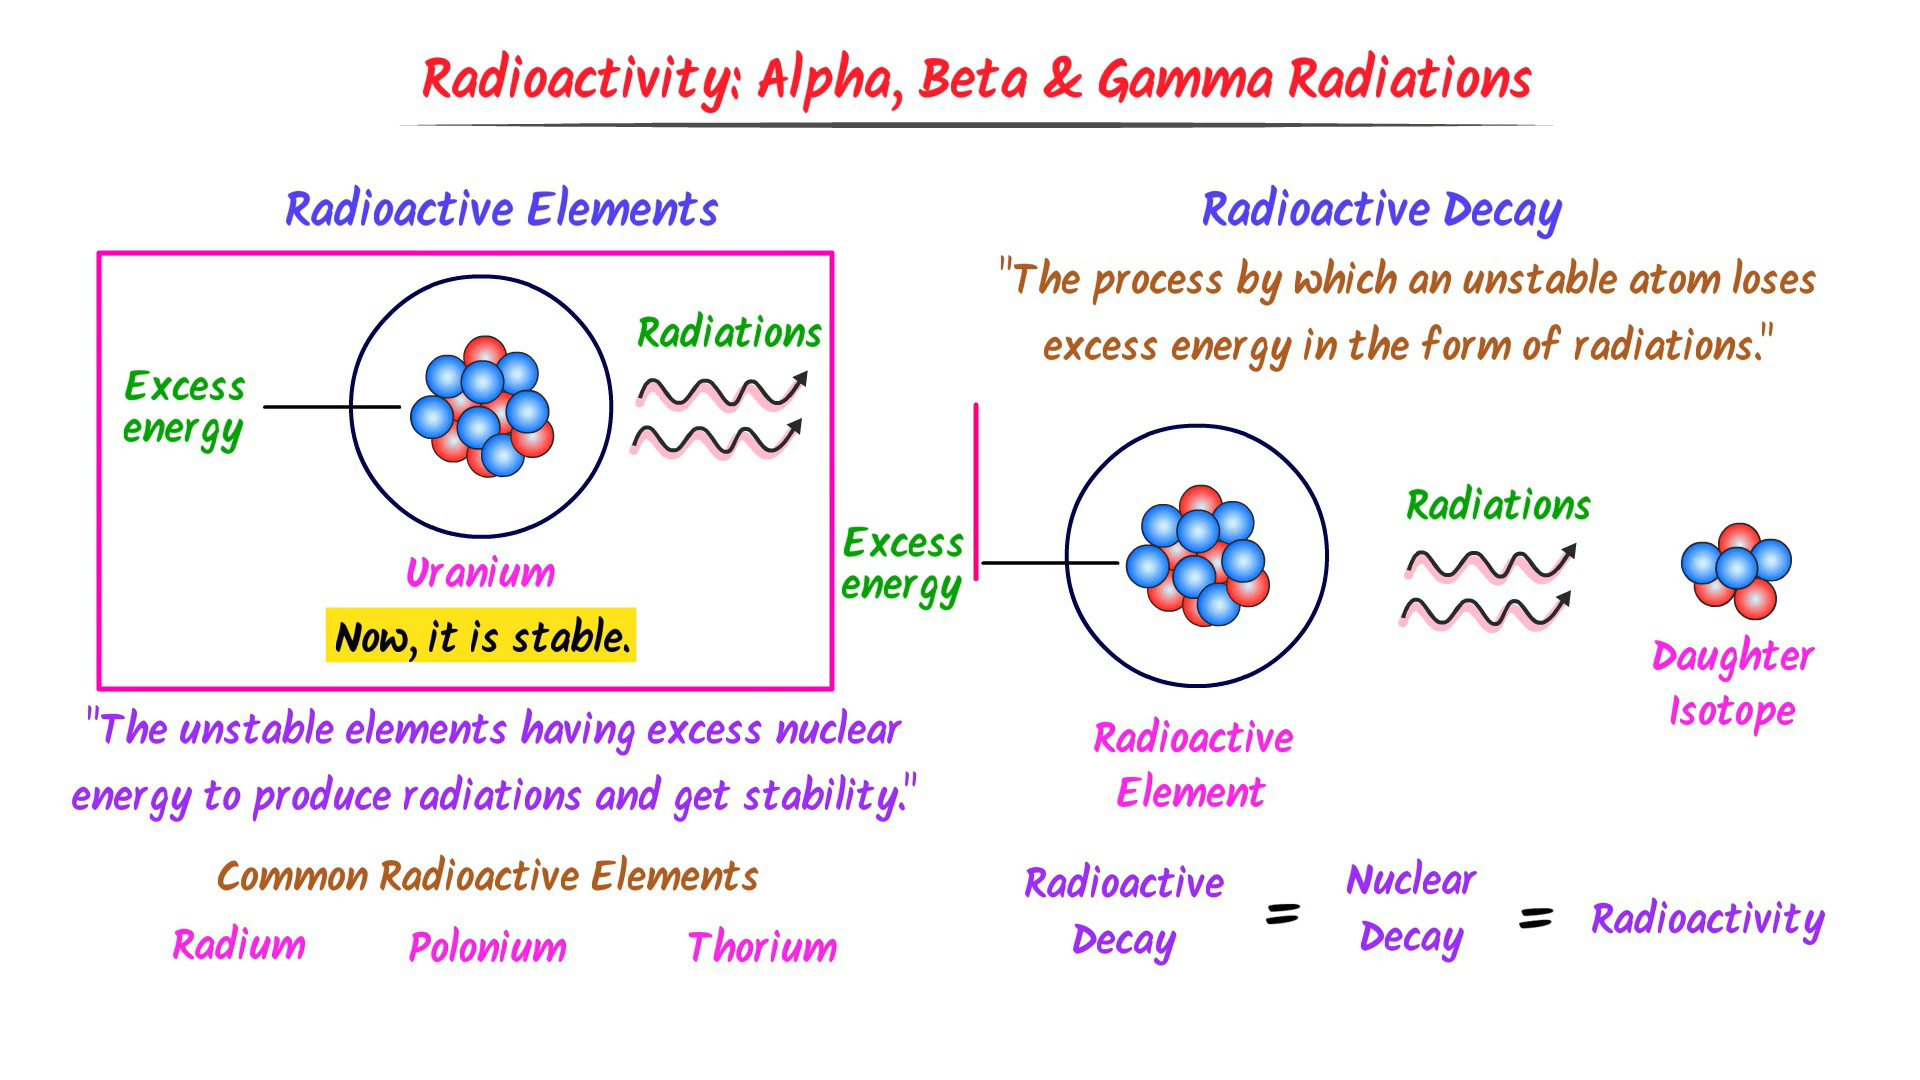 Radioactivity: Alpha, Beta & Gamma Radiations
Radioactive Elements
Excess
energy
Radiations
Uranium
Now, it is stable.
"The unstable elements having excess nuclear
energy to produce radiations and get stability."
Common Radioactive Elements
Radium Polonium Thorium
Radioactive Decay
"The process by which an unstable atom loses
excess energy in the form of radiations."
Excess
energy
Radiations
Radioactive
Element
Daughter
Isotope
Radioactive
Decay
=
Nuclear
Decay
=
Radioactivity